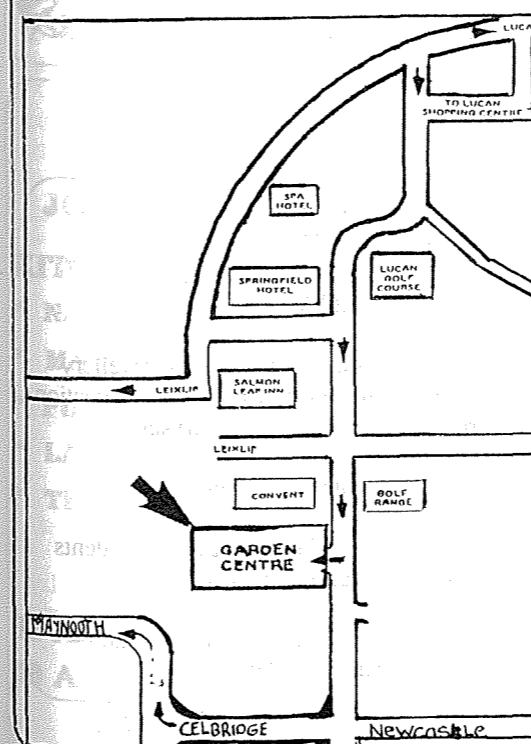 TO LUCAN
SHOPPING CENTRE
SPA
HOTEL
SPRINGFIELD
HOTEL
LUCAN
GOLF
COURSE
LEIXLIP
SALMON
LEAP INN
LEIXLIP
CONVENT
GOLF
RANGE
GARDEN
CENTRE
MAYNOOTH
CELBRIDGE
Newcastle